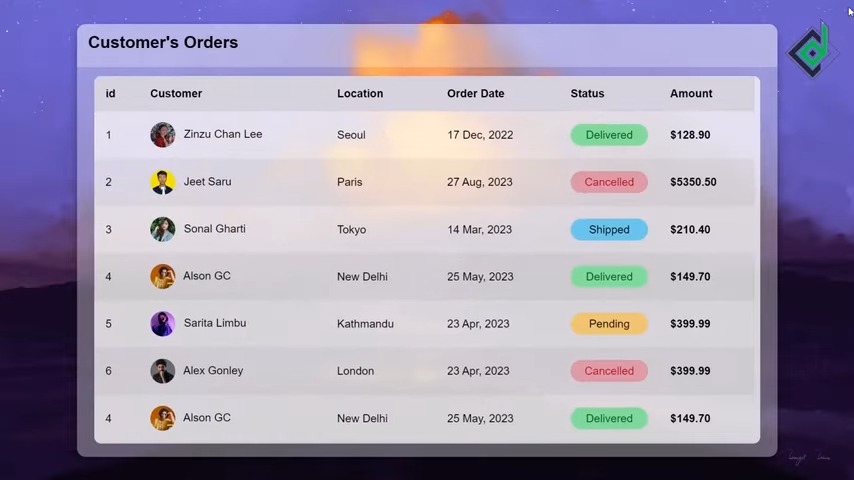 Customer's Orders
id Customer Location Order Date Status Amount
1 Zinzu Chan Lee Seoul 17 Dec, 2022 Delivered $128.90
2 Jeet Saru Paris 27 Aug, 2023 Cancelled $5350.50
3 Sonal Gharti Tokyo 14 Mar, 2023 Shipped $210.40
4 Alson GC New Delhi 25 May, 2023 Delivered $149.70
5 Sarita Limbu Kathmandu 23 Apr, 2023 Pending $399.99
6 Alex Gonley London 23 Apr, 2023 Cancelled $399.99
4 Alson GC New Delhi 25 May, 2023 Delivered $149.70